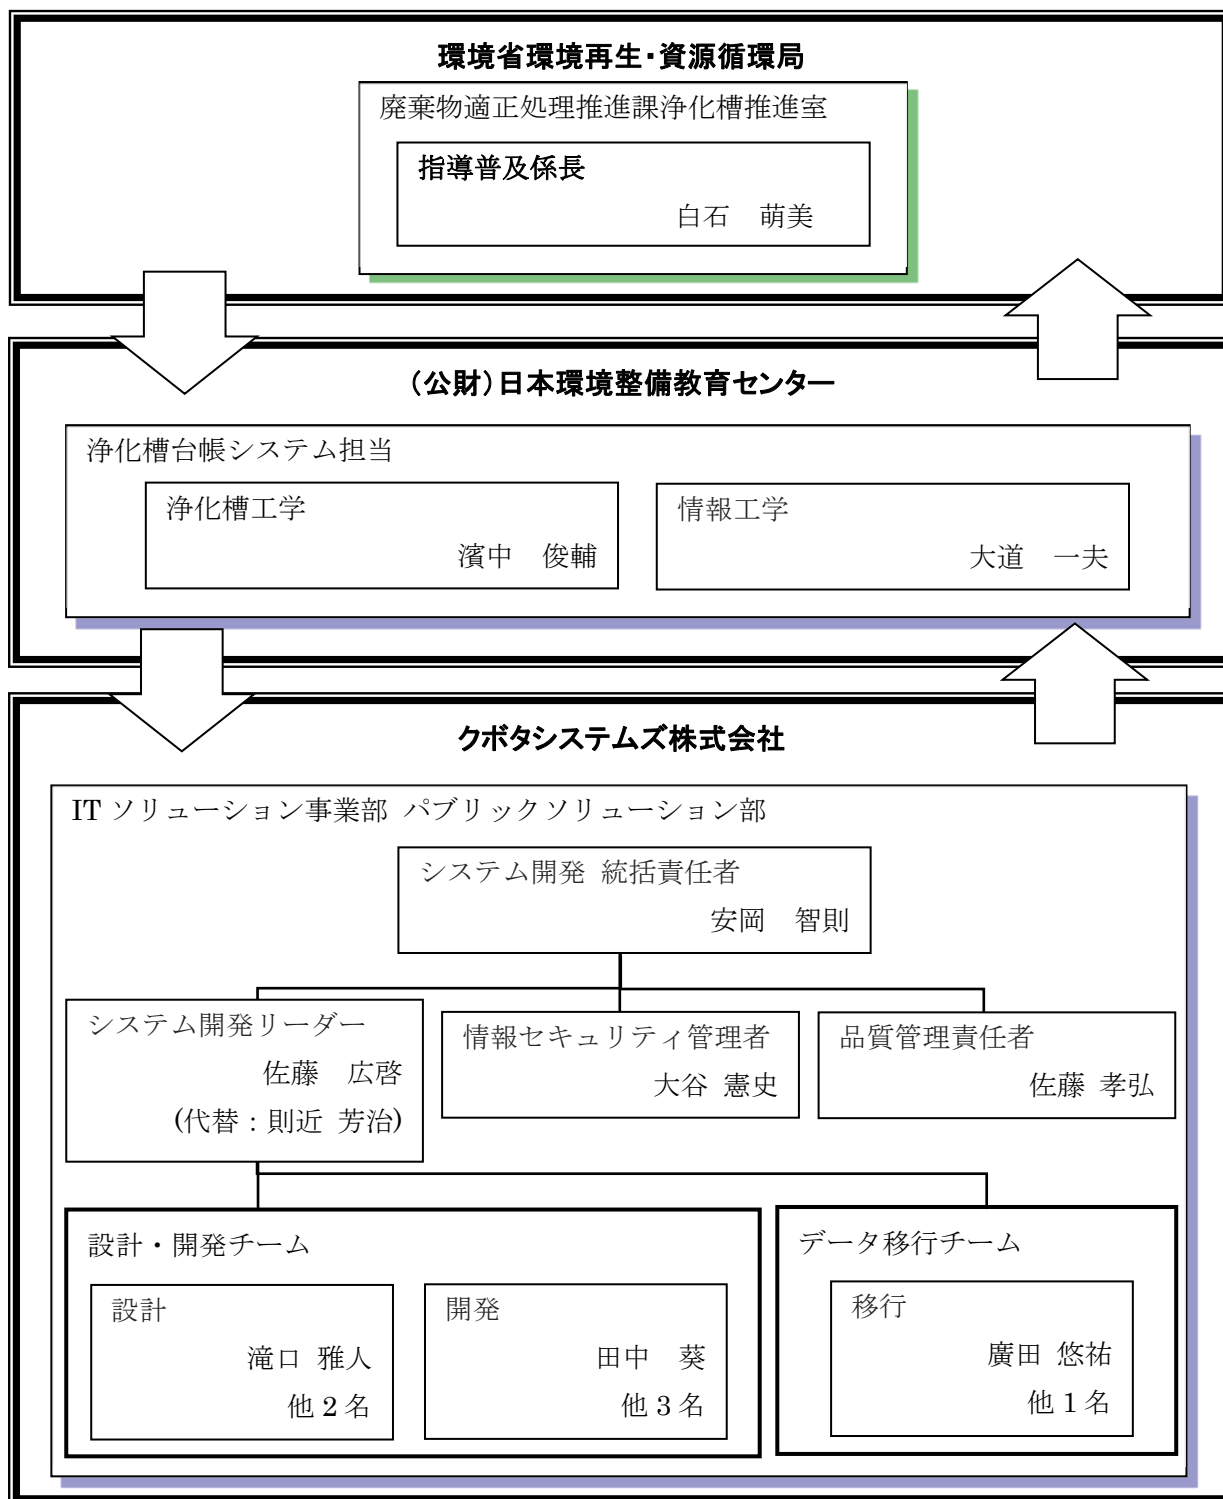 環境省環境再生・資源循環局
廃棄物適正処理推進課浄化槽推進室
指導普及係長
白石　萌美
（公財）日本環境整備教育センター
浄化槽台帳システム担当
浄化槽工学
濱中　俊輔
情報工学
大道　一夫
クボタシステムズ株式会社
IT ソリューション事業部 パブリックソリューション部
システム開発 統括責任者
安岡　智則
システム開発リーダー
佐藤　広啓
(代替：則近 芳治)
情報セキュリティ管理者
大谷 憲史
品質管理責任者
佐藤 孝弘
設計・開発チーム
設計
滝口 雅人
他 2 名
開発
田中　葵
他 3 名
データ移行チーム
移行
廣田 悠祐
他 1 名